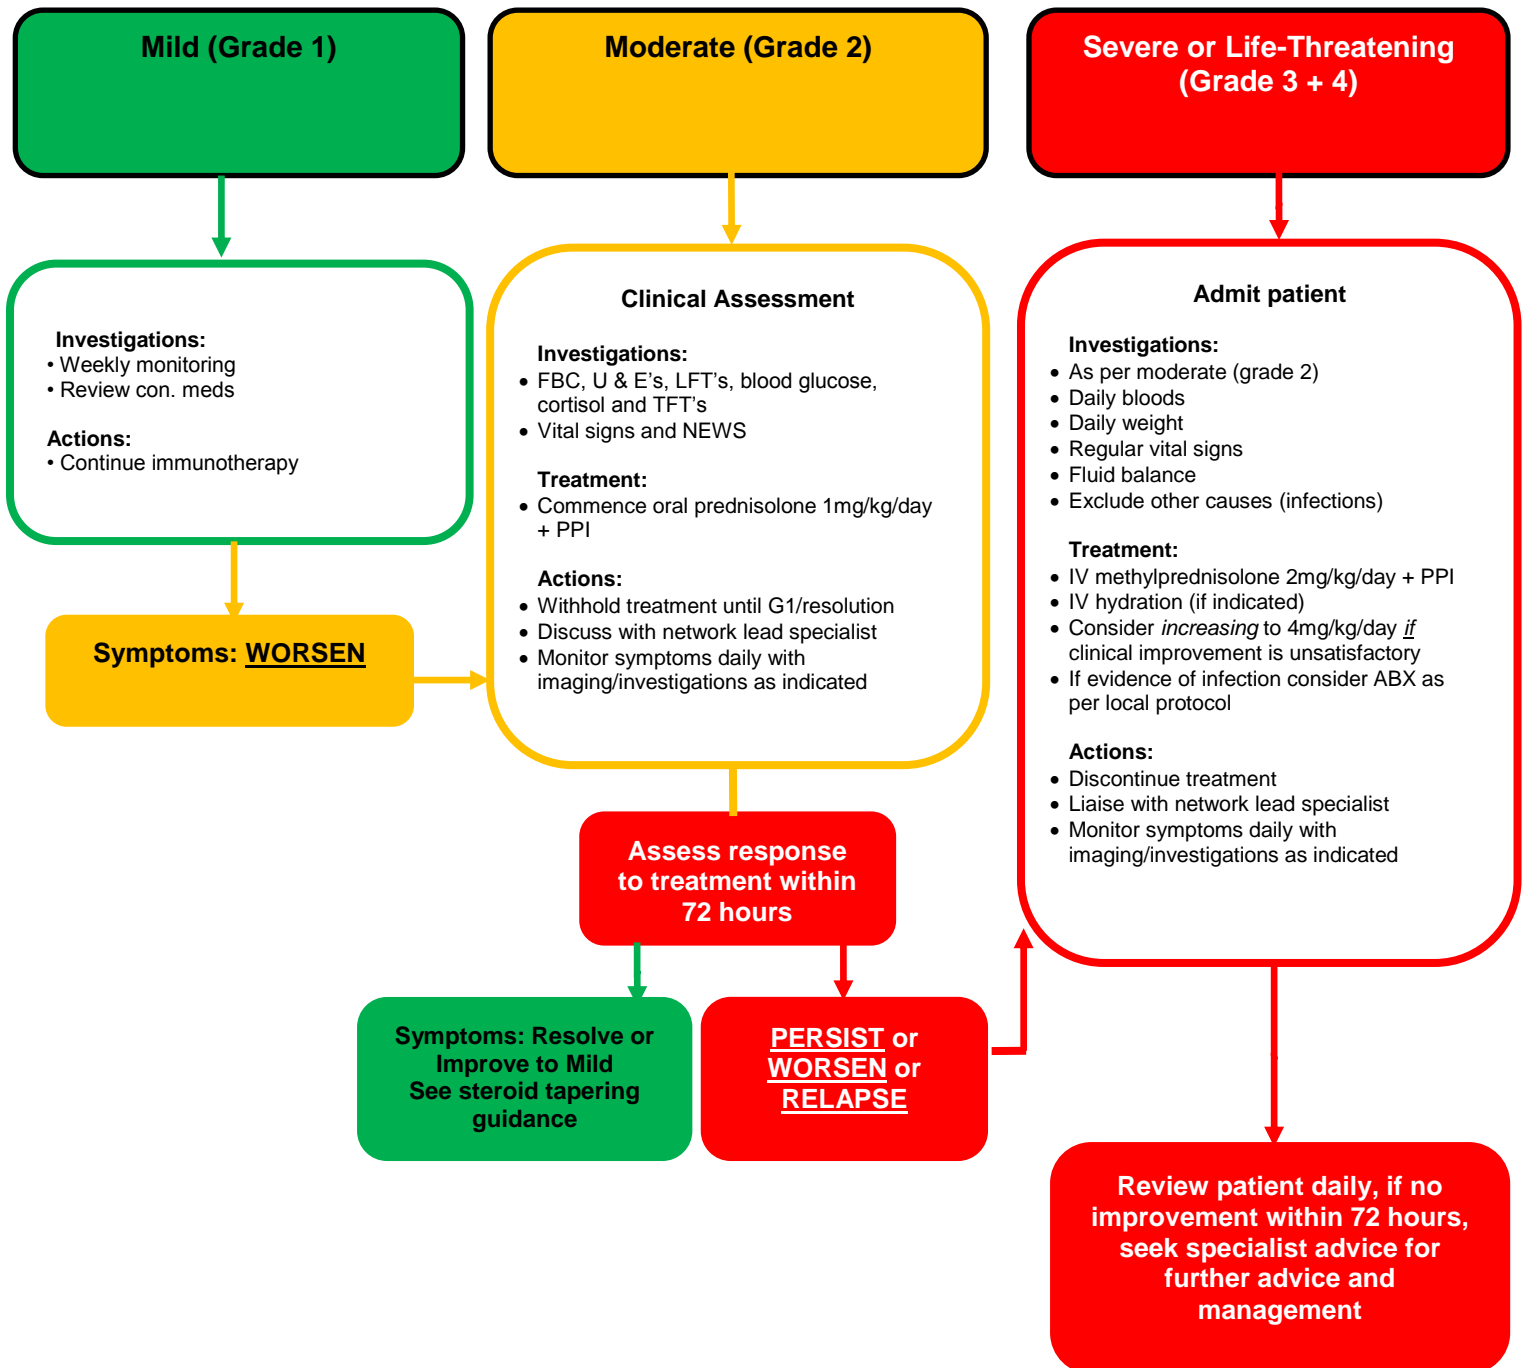 Mild (Grade 1)
Moderate (Grade 2)
Severe or Life-Threatening
(Grade 3 + 4)
Investigations:
• Weekly monitoring
• Review con. meds
Actions:
• Continue immunotherapy
Symptoms: WORSEN
Clinical Assessment
Investigations:
• FBC, U & E’s, LFT’s, blood glucose,
cortisol and TFT’s
• Vital signs and NEWS
Treatment:
• Commence oral prednisolone 1mg/kg/day
+ PPI
Actions:
• Withhold treatment until G1/resolution
• Discuss with network lead specialist
• Monitor symptoms daily with
imaging/investigations as indicated
Assess response
to treatment within
72 hours
Symptoms: Resolve or
Improve to Mild
See steroid tapering
guidance
PERSIST or
WORSEN or
RELAPSE
Admit patient
Investigations:
• As per moderate (grade 2)
• Daily bloods
• Daily weight
• Regular vital signs
• Fluid balance
• Exclude other causes (infections)
Treatment:
• IV methylprednisolone 2mg/kg/day + PPI
• IV hydration (if indicated)
• Consider increasing to 4mg/kg/day if
clinical improvement is unsatisfactory
• If evidence of infection consider ABX as
per local protocol
Actions:
• Discontinue treatment
• Liaise with network lead specialist
• Monitor symptoms daily with
imaging/investigations as indicated
Review patient daily, if no
improvement within 72 hours,
seek specialist advice for
further advice and
management